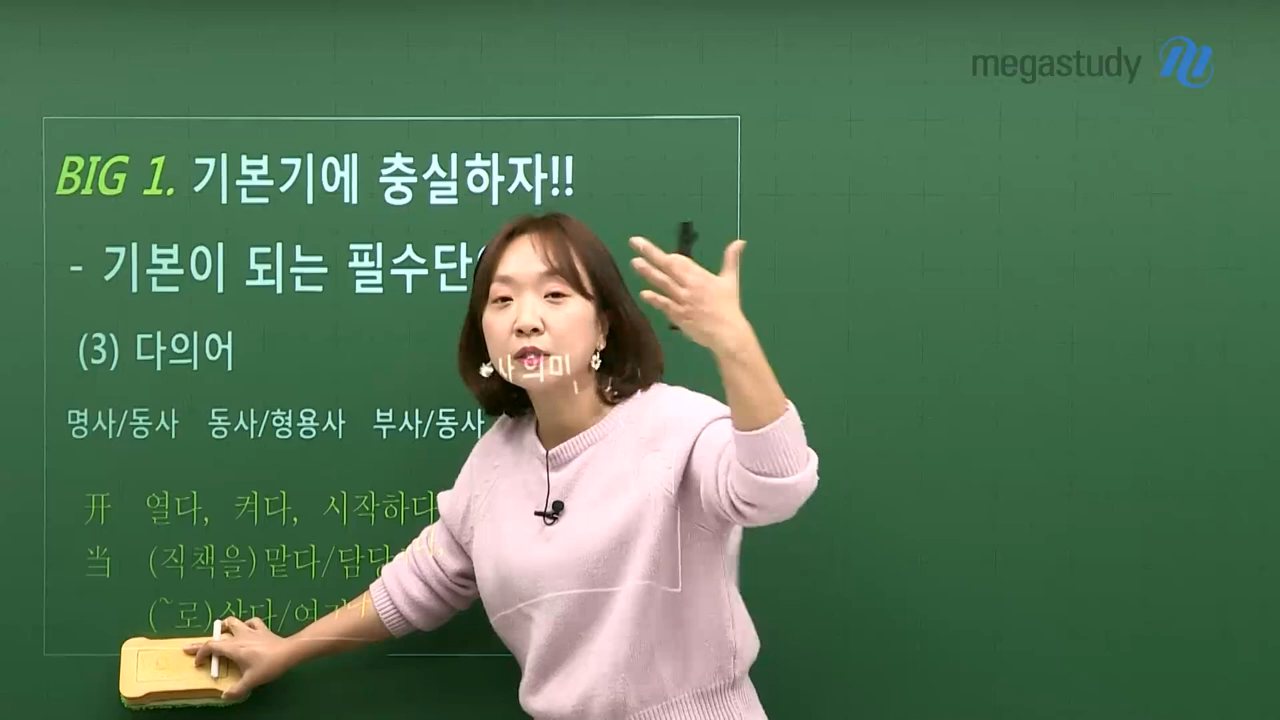 megastudy
BIG 1. 기본기에 충실하자!!
- 기본이 되는 필수단
(3) 다의어
명사/동사 동사/형용사 부사/동사
开 열다, 켜다, 시작하다
当 (직책을)맡다/담당
(~로)삼다/여기